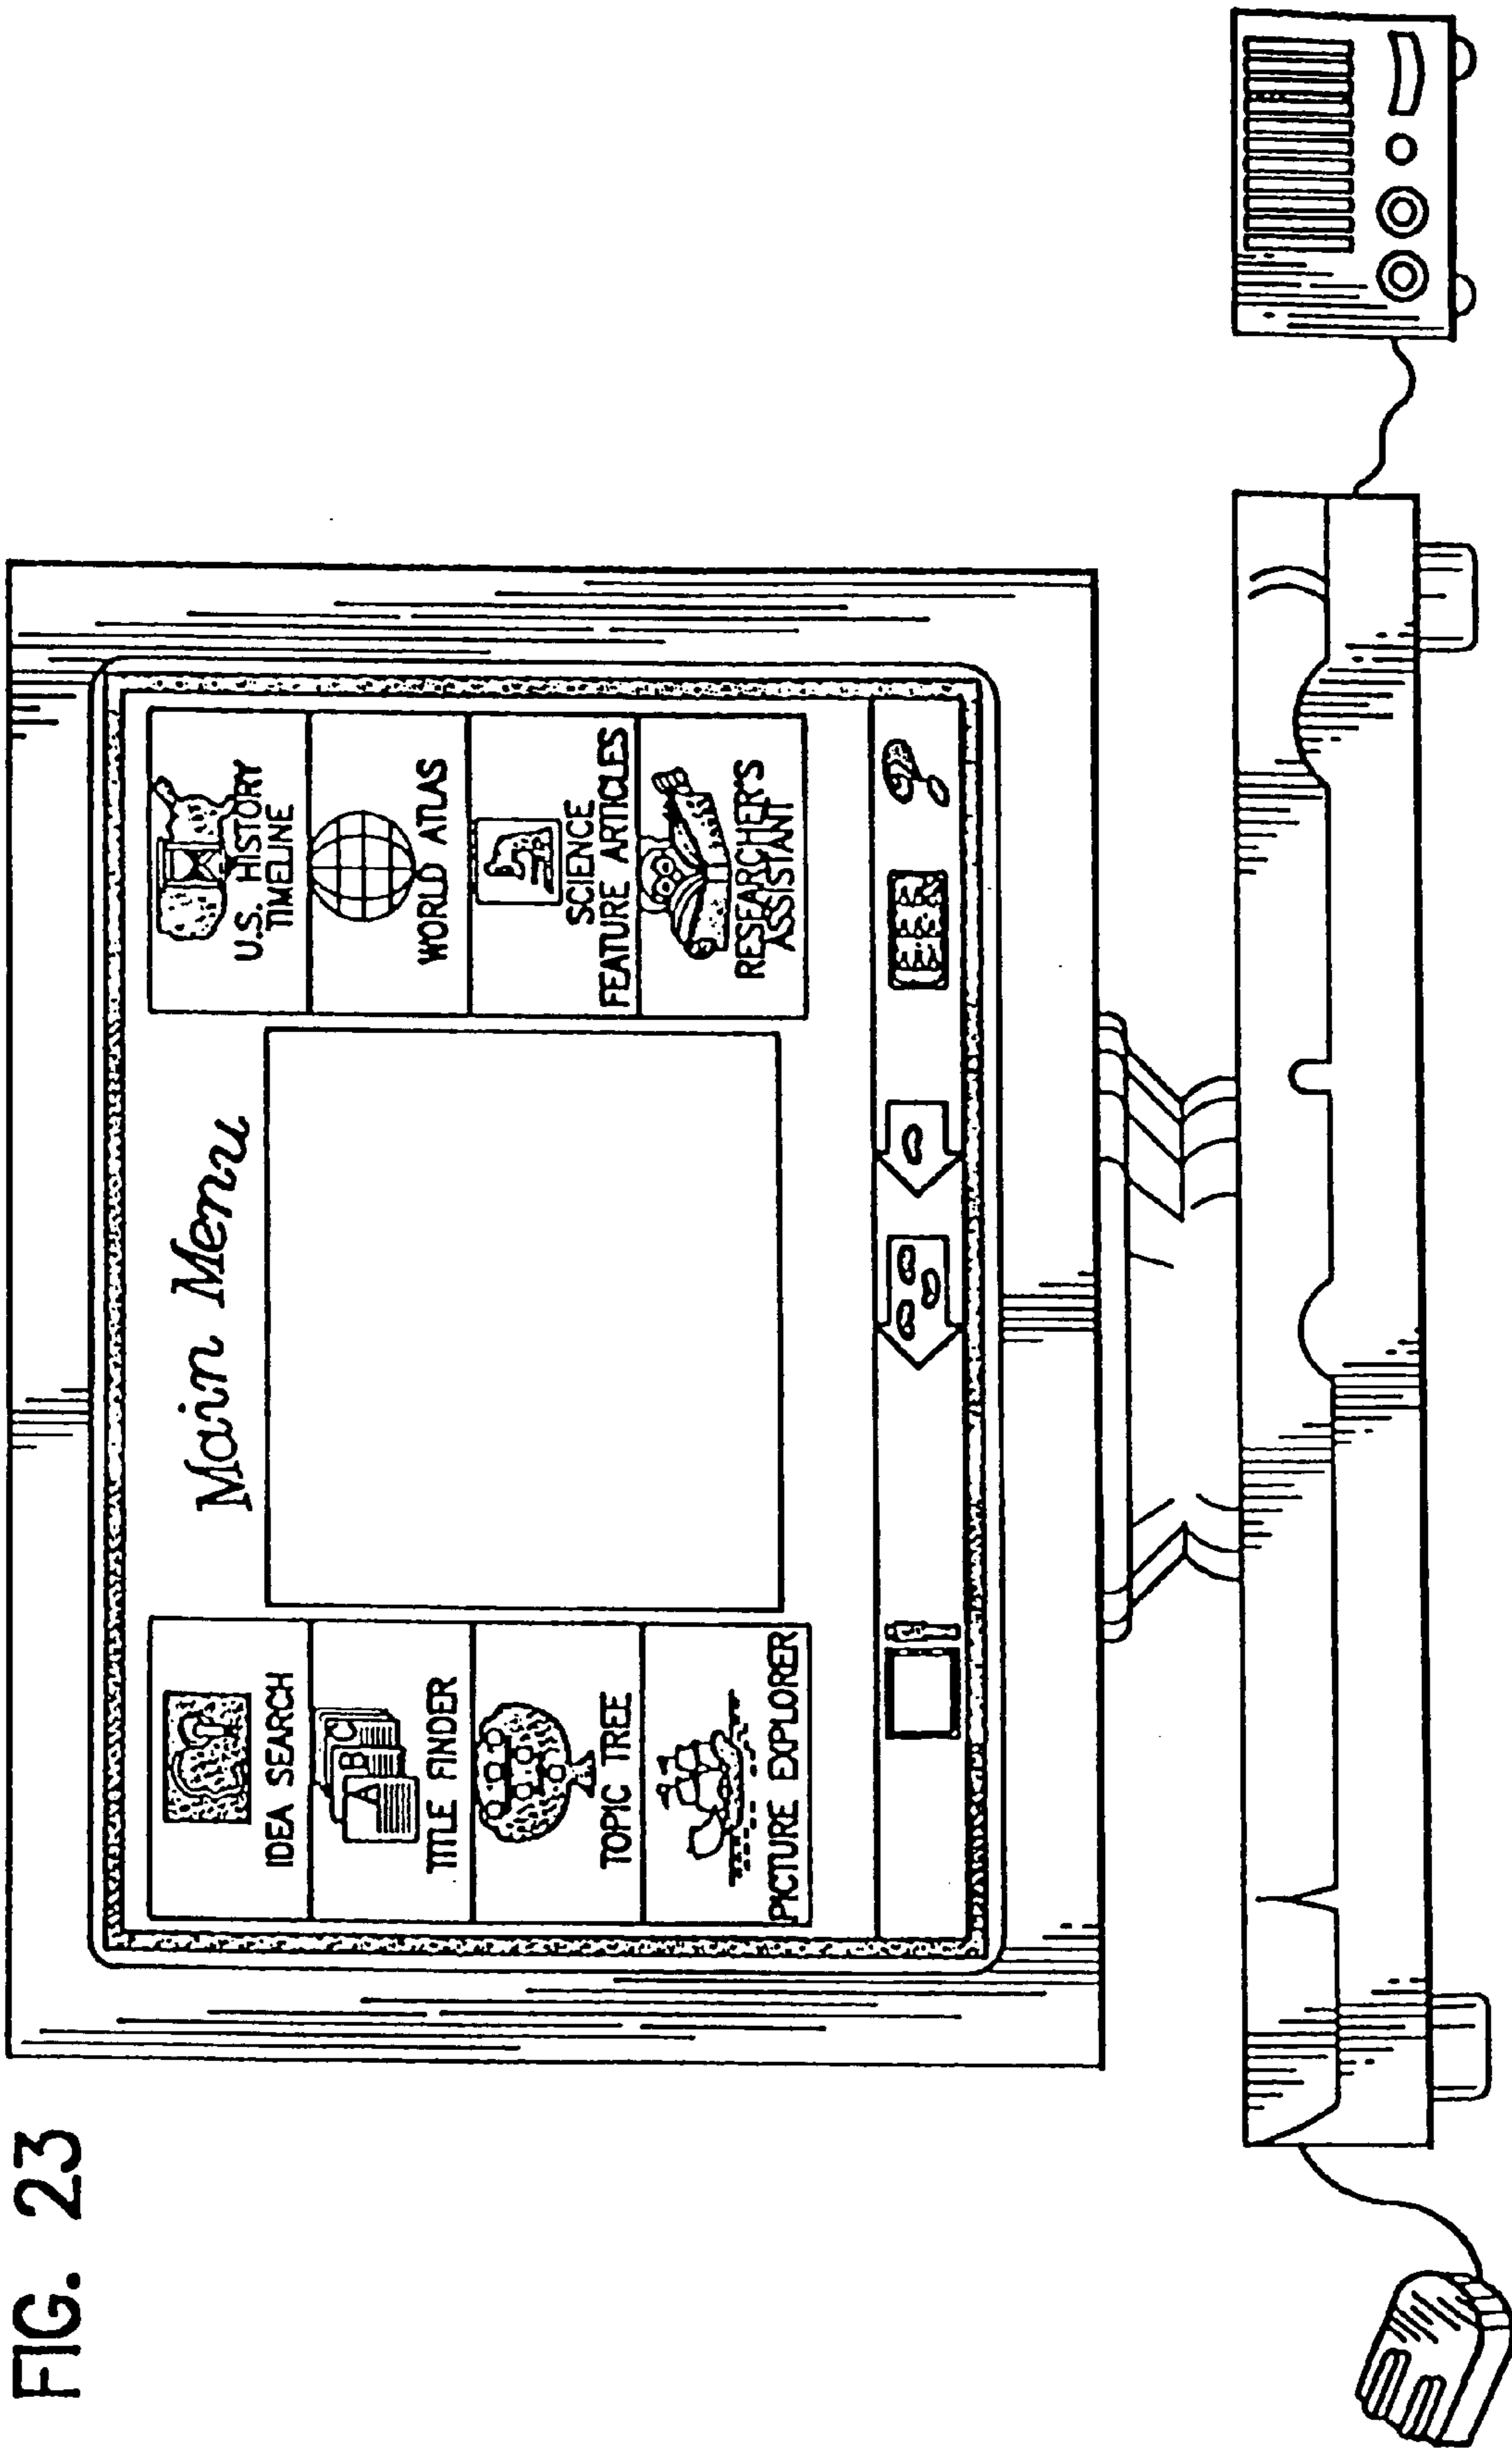 FIG. 23
Main Menu
IDEA SEARCH
A B C
TITLE FINDER
TOPIC TREE
PICTURE EXPLORER
U.S. HISTORY
TIMELINE
WORLD ATLAS
SCIENCE
FEATURE ARTICLES
RESEARCHER'S
ASSISTANT